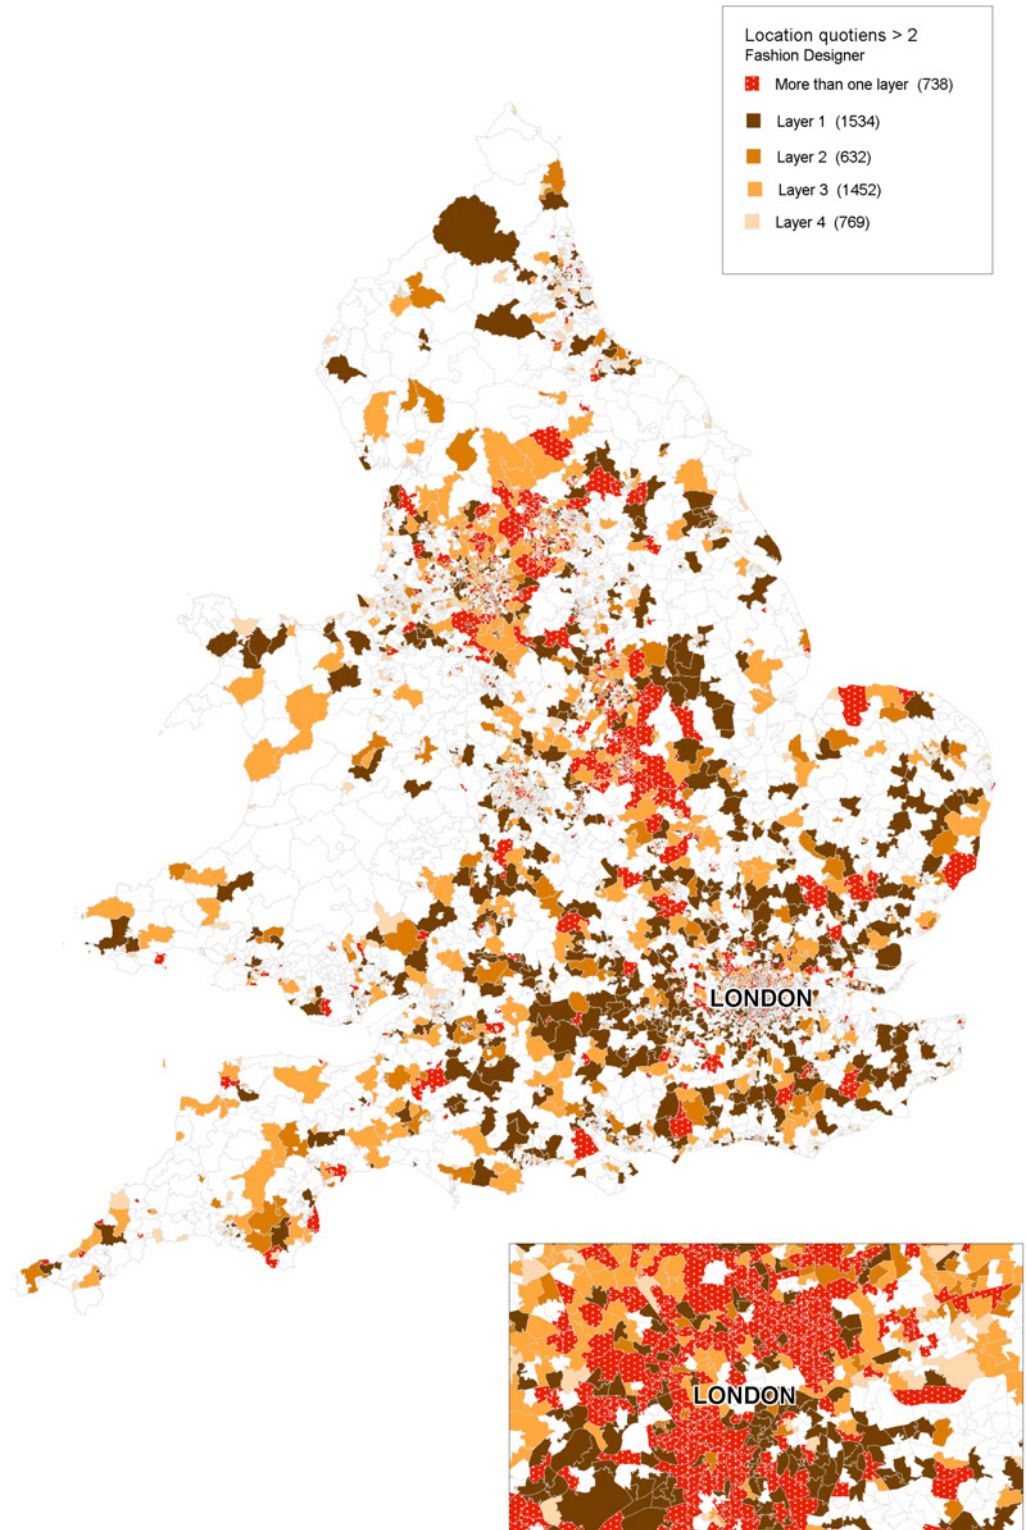 Location quotiens > 2
Fashion Designer
More than one layer (738)
Layer 1 (1534)
Layer 2 (632)
Layer 3 (1452)
Layer 4 (769)
LONDON
LONDON